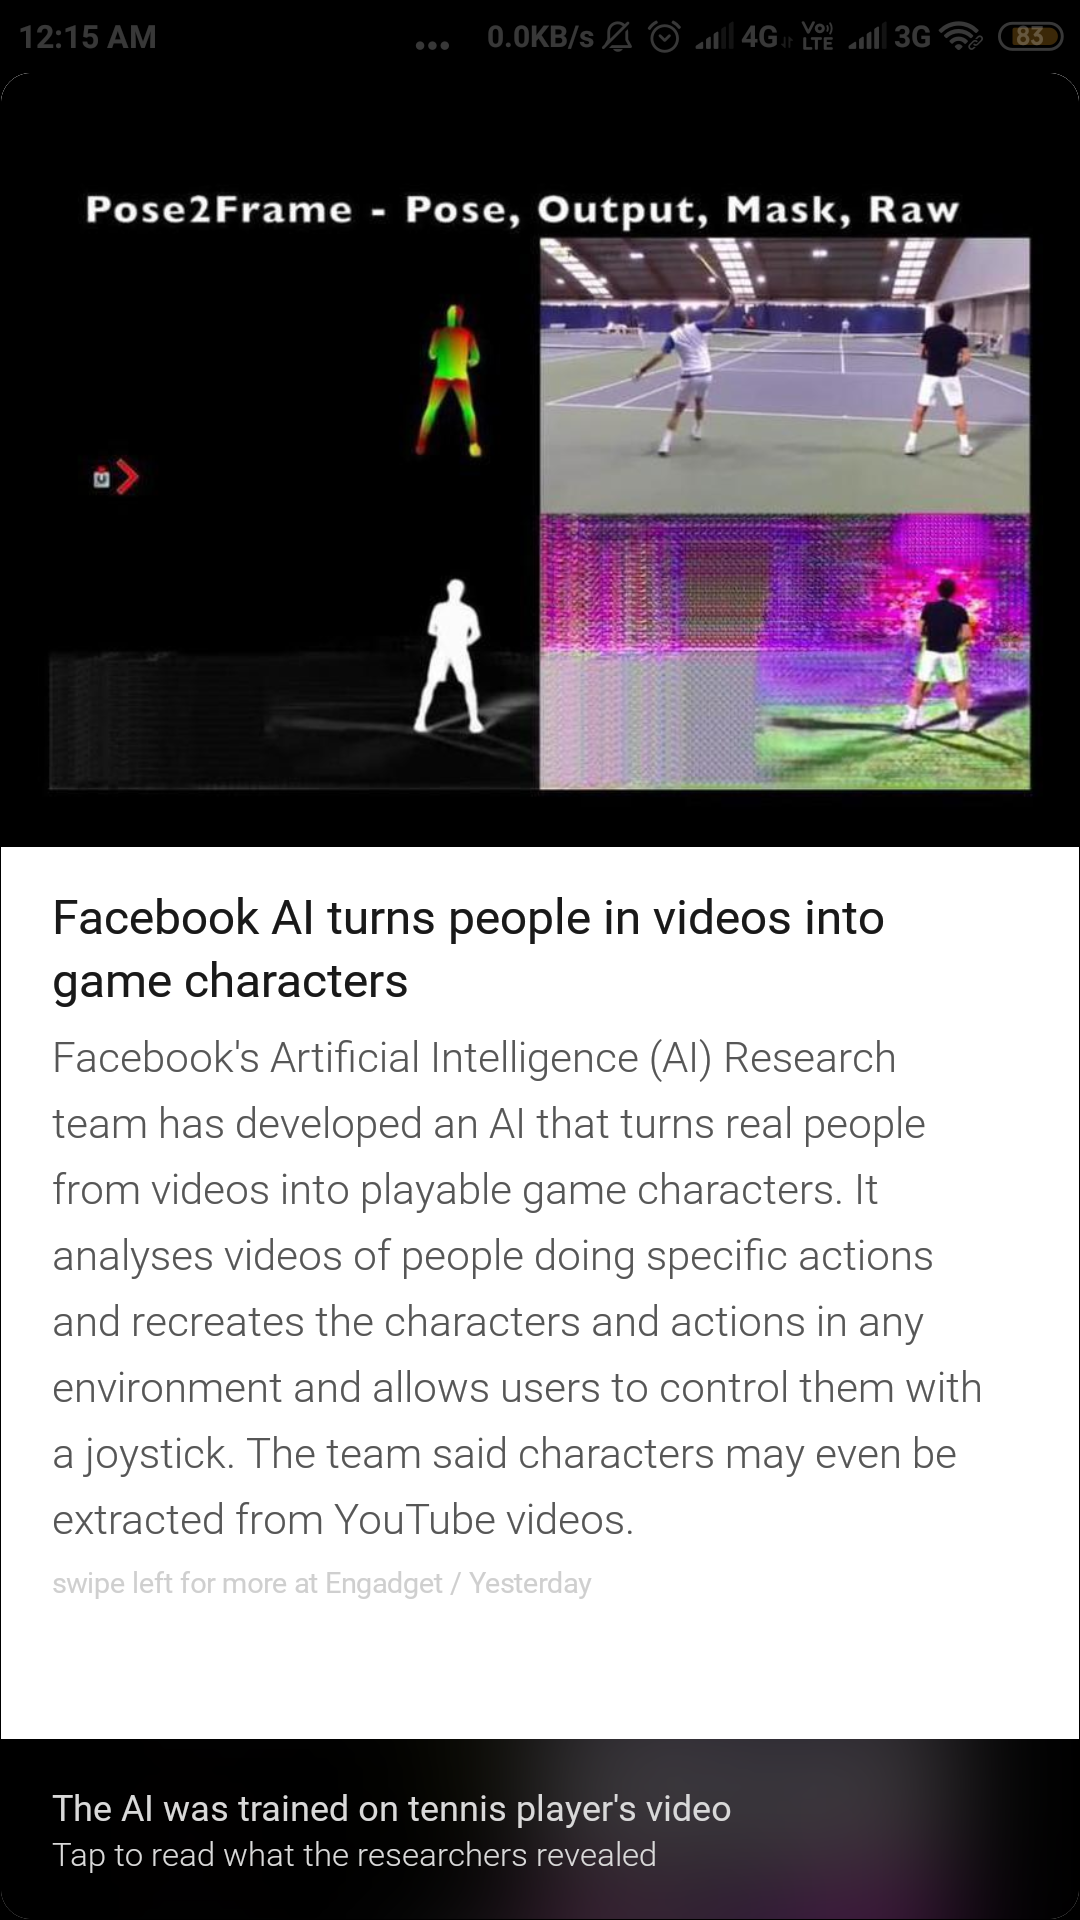 12:15 AM ... 0.0KB/s 4G Vo) LTE 3G 83
Pose2Frame - Pose, Output, Mask, Raw
Facebook AI turns people in videos into
game characters
Facebook's Artificial Intelligence (AI) Research
team has developed an AI that turns real people
from videos into playable game characters. It
analyses videos of people doing specific actions
and recreates the characters and actions in any
environment and allows users to control them with
a joystick. The team said characters may even be
extracted from YouTube videos.
swipe left for more at Engadget / Yesterday
The AI was trained on tennis player's video
Tap to read what the researchers revealed